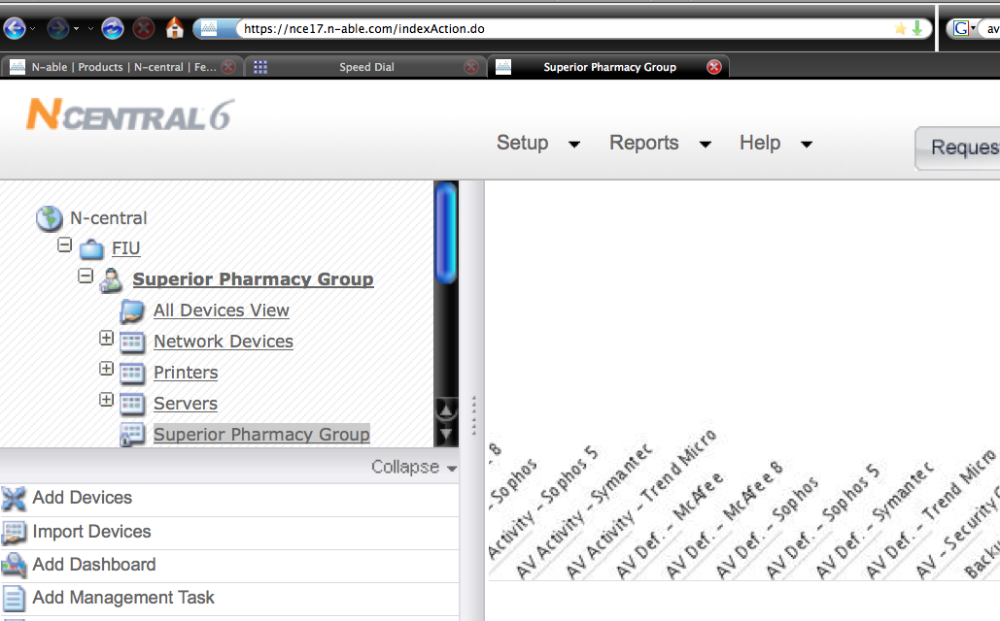 https://nce17.n-able.com/indexAction.do
G
av
N-able | Products | N-central | Fe...
Speed Dial
Superior Pharmacy Group
NCENTRAL 6
Setup
Reports
Help
Reques
N-central
FIU
Superior Pharmacy Group
All Devices View
Network Devices
Printers
Servers
Superior Pharmacy Group
Collapse
Add Devices
Import Devices
Add Dashboard
Add Management Task
- 8
- Sophos
Activity - Sophos 5
AV Activity - Symantec
AV Activity - Trend Micro
AV Def. - McAfee
AV Def. - McAfee 8
AV Def. - Sophos
AV Def. - Sophos 5
AV Def. - Symantec
AV Def. - Trend Micro
AV - Security
Backu